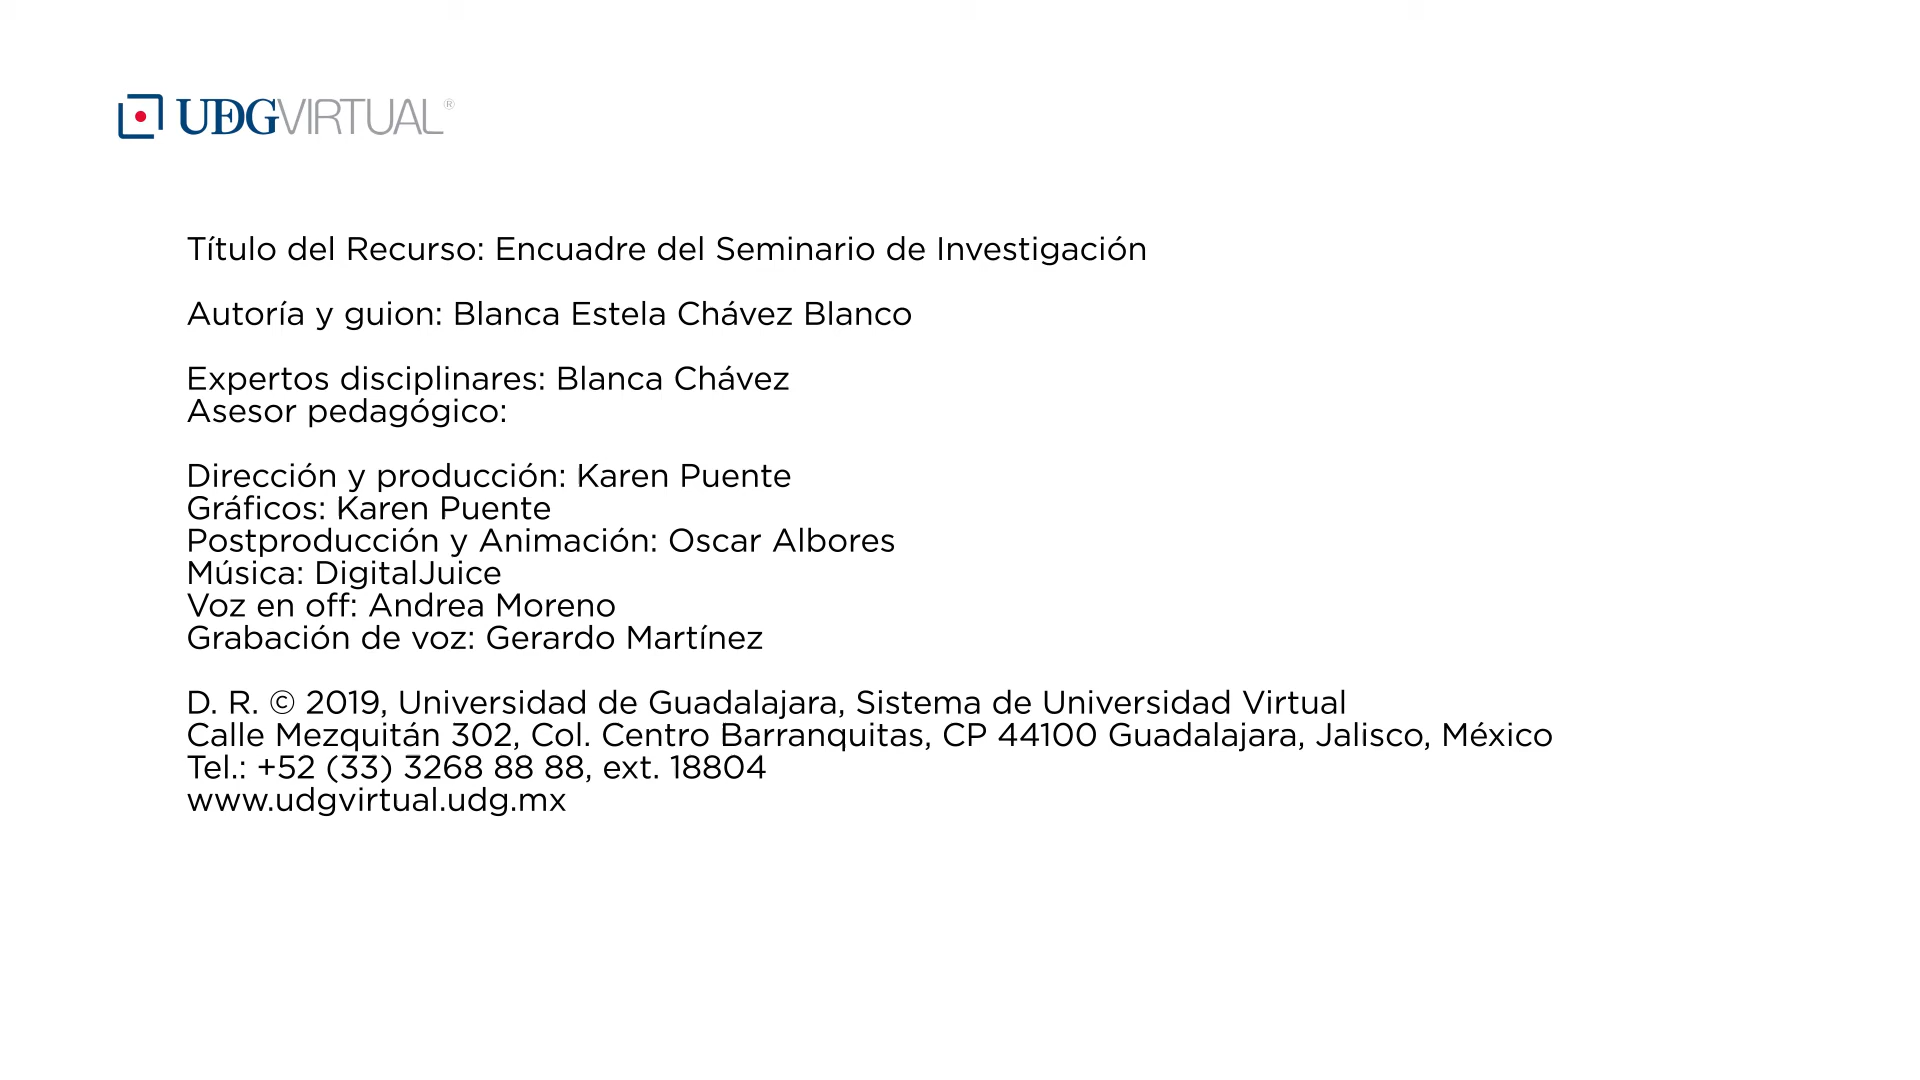 UDGVIRTUAL®
Título del Recurso: Encuadre del Seminario de Investigación
Autoría y guion: Blanca Estela Chávez Blanco
Expertos disciplinares: Blanca Chávez
Asesor pedagógico:
Dirección y producción: Karen Puente
Gráficos: Karen Puente
Postproducción y Animación: Oscar Albores
Música: DigitalJuice
Voz en off: Andrea Moreno
Grabación de voz: Gerardo Martínez
D. R. © 2019, Universidad de Guadalajara, Sistema de Universidad Virtual
Calle Mezquitán 302, Col. Centro Barranquitas, CP 44100 Guadalajara, Jalisco, México
Tel.: +52 (33) 3268 88 88, ext. 18804
www.udgvirtual.udg.mx